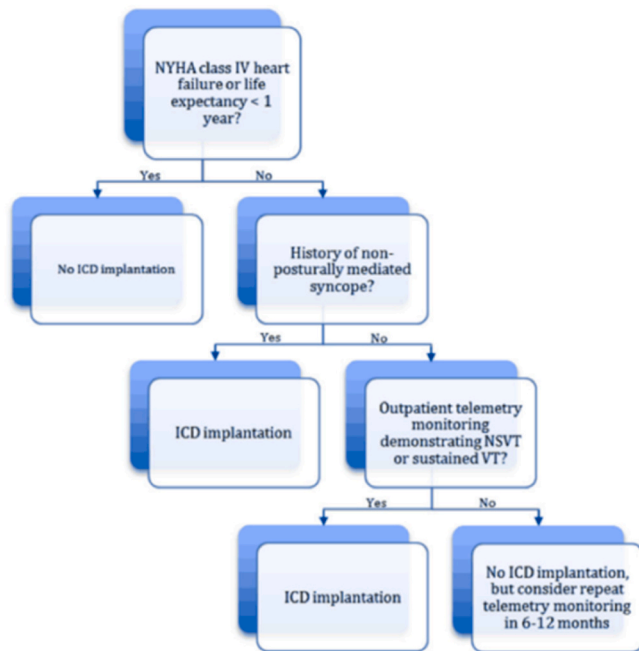 NYHA class IV heart
failure or life
expectancy < 1
year?
Yes
No
No ICD implantation
History of non-
posturally mediated
syncope?
Yes
No
ICD implantation
Outpatient telemetry
monitoring
demonstrating NSVT
or sustained VT?
Yes
No
ICD implantation
No ICD implantation,
but consider repeat
telemetry monitoring
in 6-12 months